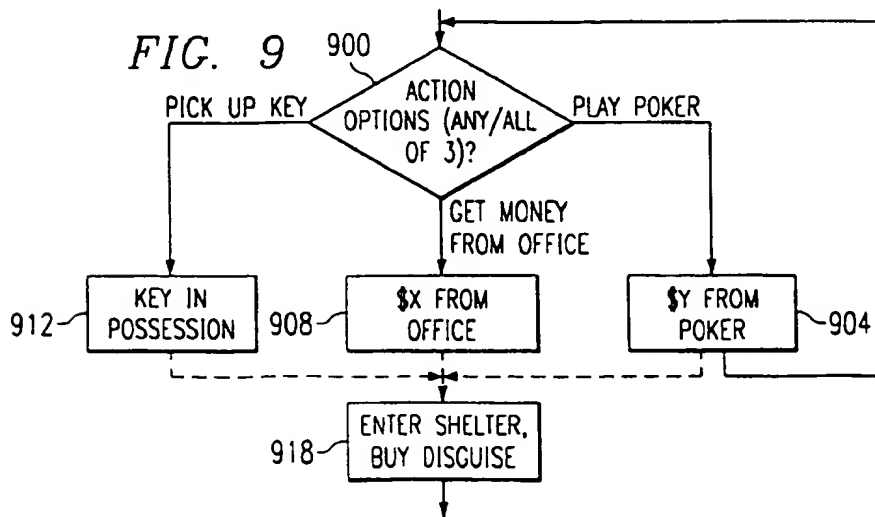 FIG. 9
900
ACTION
OPTIONS (ANY/ALL
OF 3)?
PICK UP KEY
PLAY POKER
GET MONEY
FROM OFFICE
912
KEY IN
POSSESSION
908
$X FROM
OFFICE
$Y FROM
POKER
904
918
ENTER SHELTER,
BUY DISGUISE